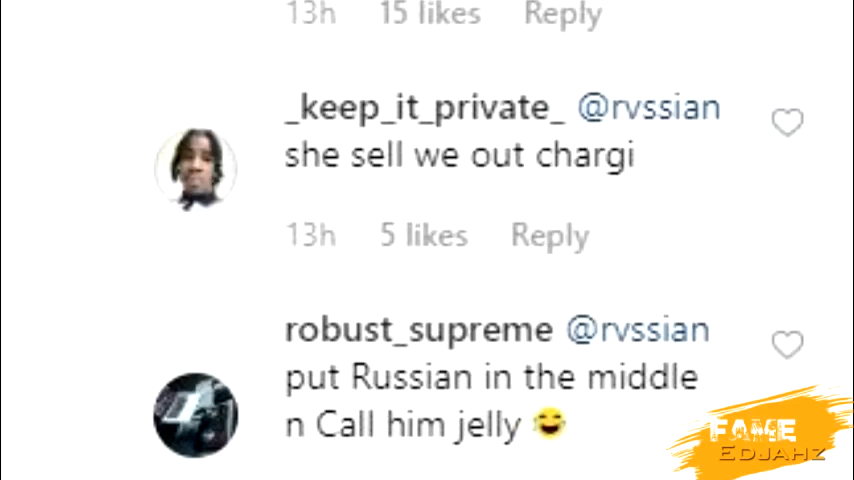 13h 15 likes Reply
_keep_it_private_ @rvssian
she sell we out chargi
13h 5 likes Reply
robust_supreme @rvssian
put Russian in the middle
n Call him jelly 😂
FAME
EDJAHZ